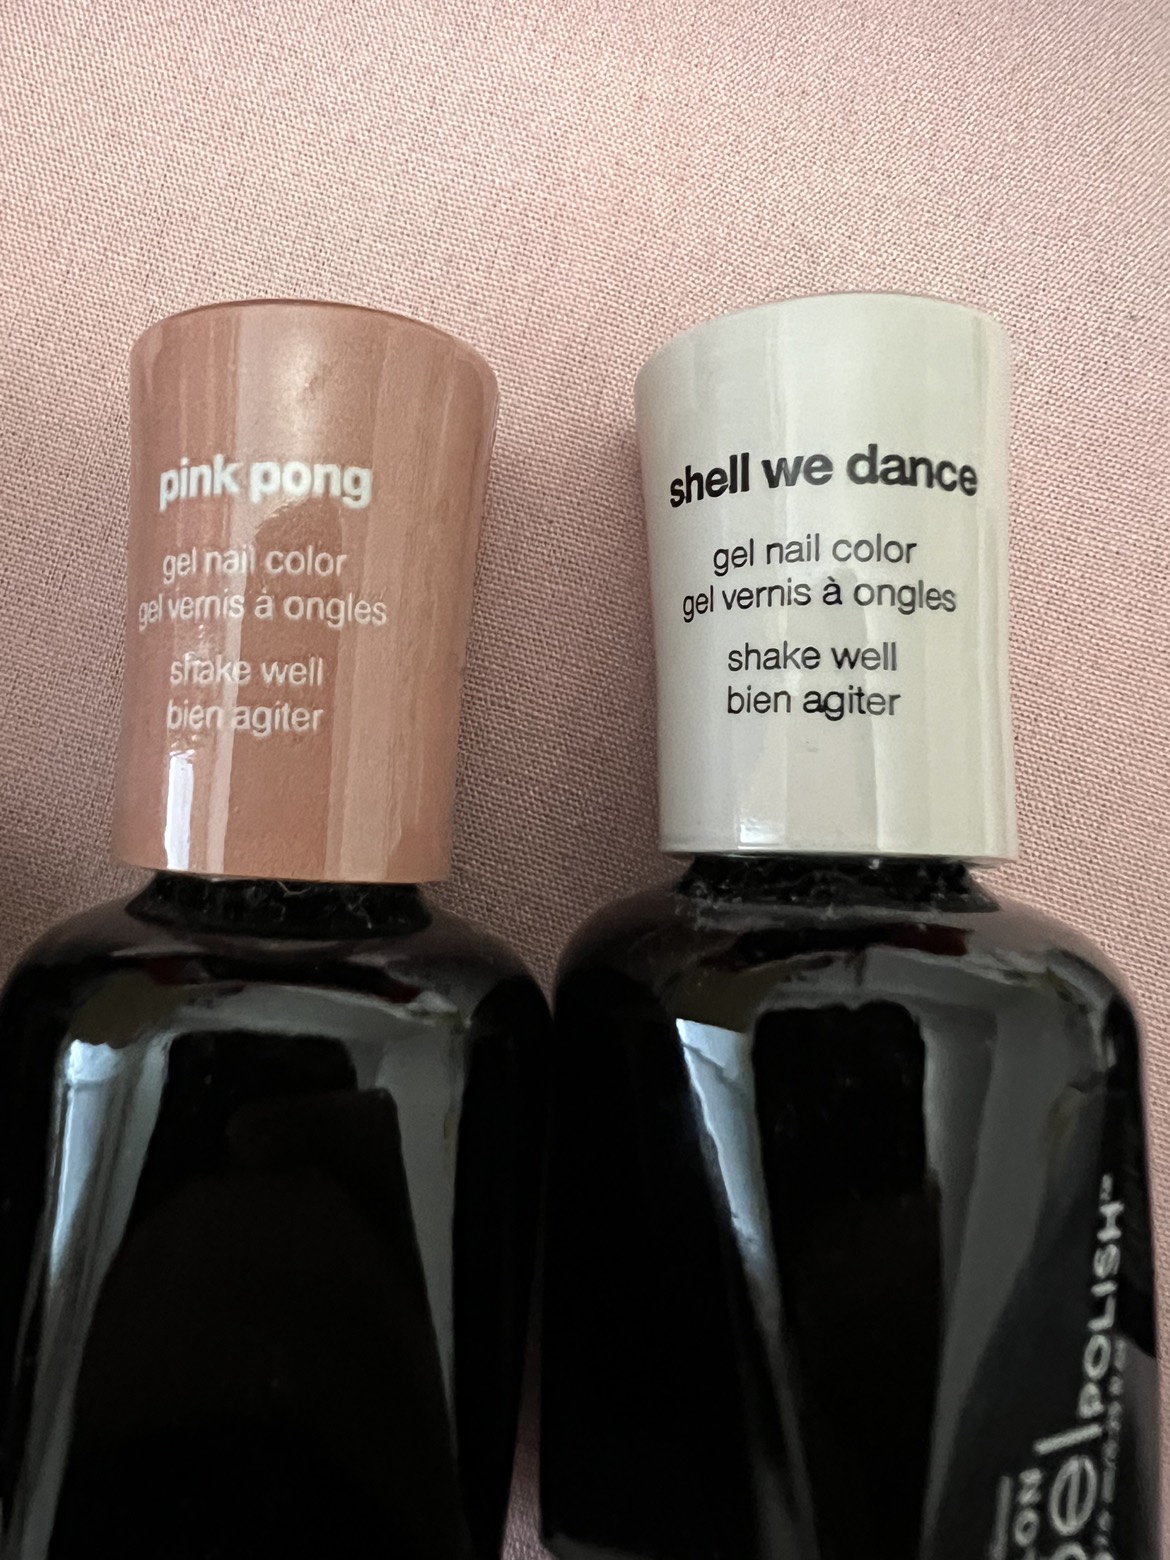 pink pong
gel nail color
gel vernis à ongles
shake well
bien agiter
shell we dance
gel nail color
gel vernis à ongles
shake well
bien agiter
POLISH™